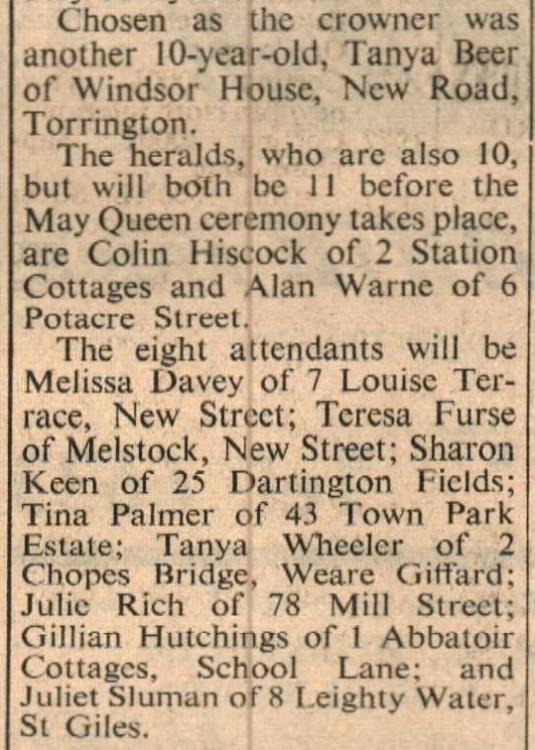 Chosen as the crowner was
another 10-year-old, Tanya Beer
of Windsor House, New Road,
Torrington.
The heralds, who are also 10,
but will both be 11 before the
May Queen ceremony takes place,
are Colin Hiscock of 2 Station
Cottages and Alan Warne of 6
Potacre Street.
The eight attendants will be
Melissa Davey of 7 Louise Ter-
race, New Street; Teresa Furse
of Melstock, New Street; Sharon
Keen of 25 Dartington Fields;
Tina Palmer of 43 Town Park
Estate; Tanya Wheeler of 2
Chopes Bridge, Weare Giffard;
Julie Rich of 78 Mill Street;
Gillian Hutchings of 1 Abbatoir
Cottages, School Lane; and
Juliet Sluman of 8 Leighty Water,
St Giles.